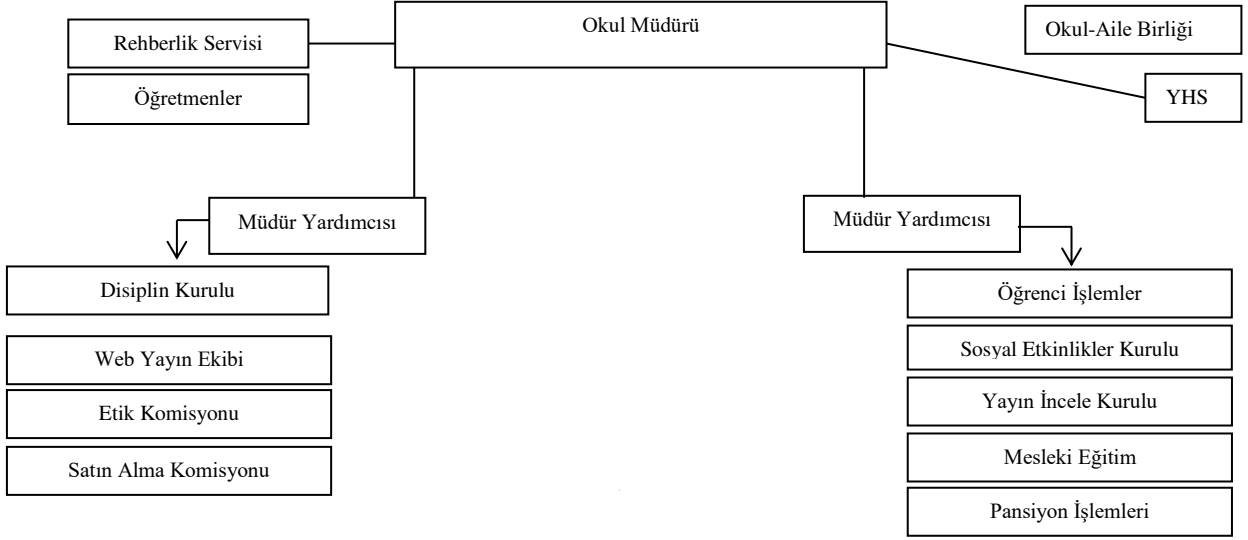 Okul Müdürü
Rehberlik Servisi
Okul-Aile Birliği
Öğretmenler
YHS
Müdür Yardımcısı
Müdür Yardımcısı
Disiplin Kurulu
Web Yayın Ekibi
Etik Komisyonu
Satın Alma Komisyonu
Öğrenci İşlemler
Sosyal Etkinlikler Kurulu
Yayın İncele Kurulu
Mesleki Eğitim
Pansiyon İşlemleri